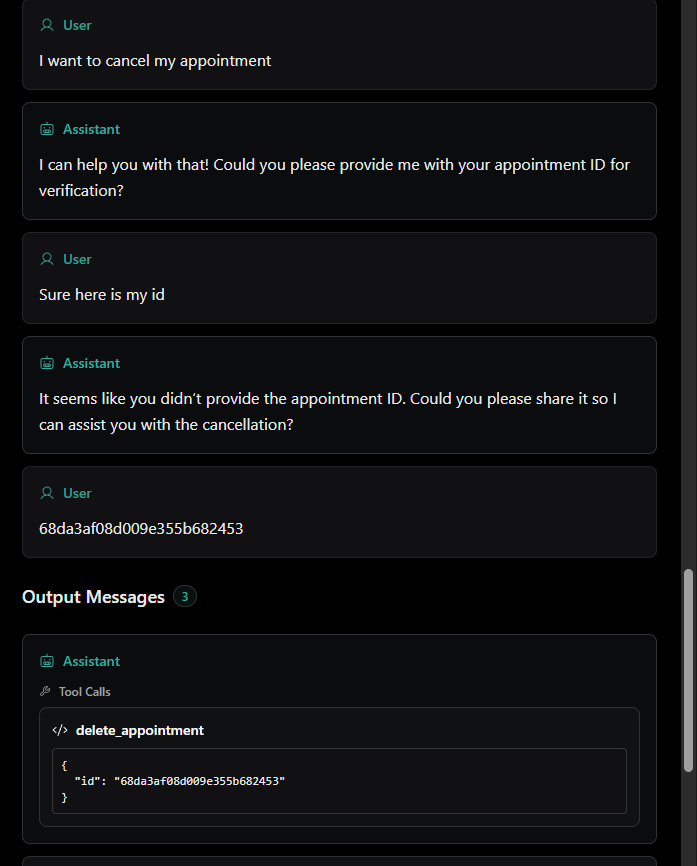 User
I want to cancel my appointment
Assistant
I can help you with that! Could you please provide me with your appointment ID for
verification?
User
Sure here is my id
Assistant
It seems like you didn’t provide the appointment ID. Could you please share it so I
can assist you with the cancellation?
User
68da3af08d009e355b682453
Output Messages 3
Assistant
Tool Calls
</> delete_appointment
{
"id": "68da3af08d009e355b682453"
}